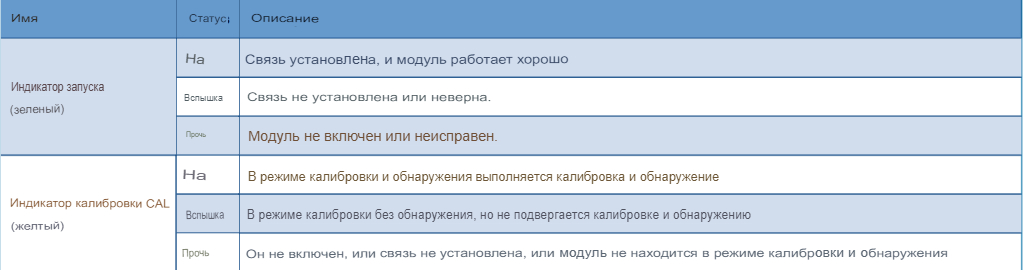 Имя Статус; Описание
На Связь установлена, и модуль работает хорошо
Индикатор запуска
(зеленый)
Вспышка Связь не установлена или неверна.
Прочь Модуль не включен или неисправен.
На В режиме калибровки и обнаружения выполняется калибровка и обнаружение
Индикатор калибровки CAL
(желтый)
Вспышка В режиме калибровки без обнаружения, но не подвергается калибровке и обнаружению
Прочь Он не включен, или связь не установлена, или модуль не находится в режиме калибровки и обнаружения